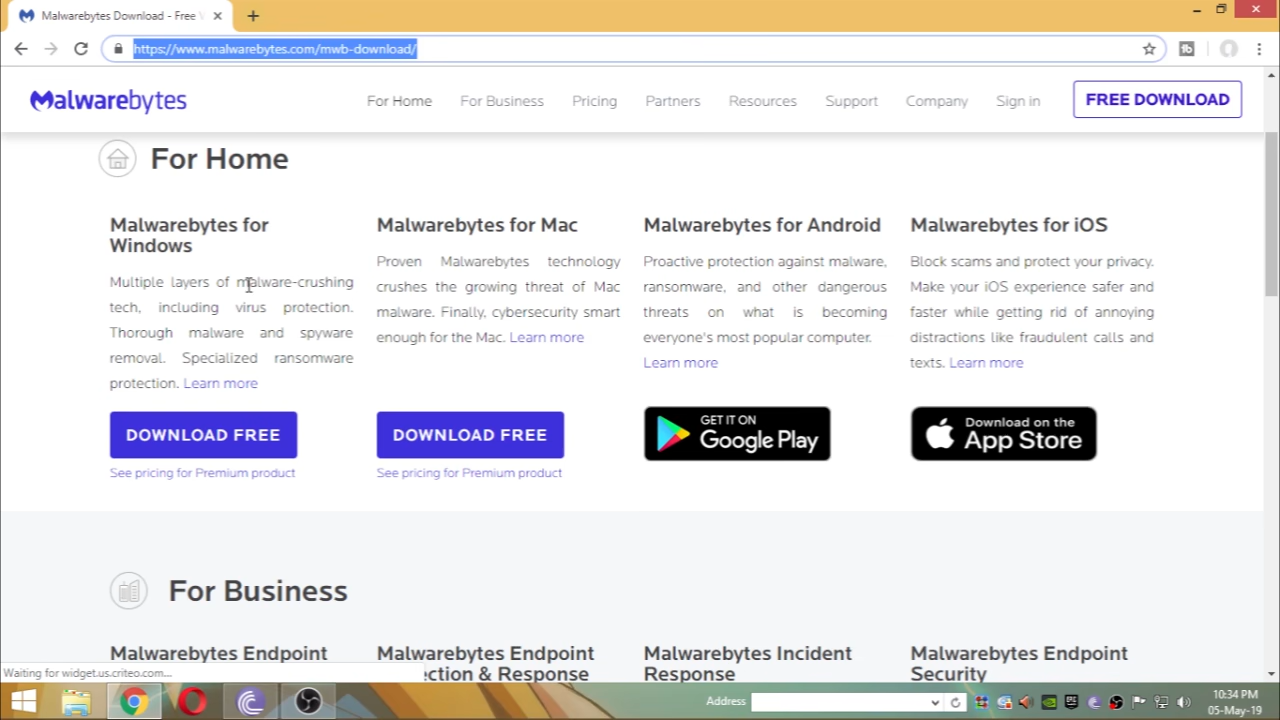 Malwarebytes Download - Free
https://www.malwarebytes.com/mwb-download/
Malwarebytes
For Home
For Business
Pricing
Partners
Resources
Support
Company
Sign in
FREE DOWNLOAD
For Home
Malwarebytes for
Windows
Multiple layers of malware-crushing
tech, including virus protection.
Thorough malware and spyware
removal. Specialized ransomware
protection. Learn more
DOWNLOAD FREE
See pricing for Premium product
Malwarebytes for Mac
Proven Malwarebytes technology
crushes the growing threat of Mac
malware. Finally, cybersecurity smart
enough for the Mac. Learn more
DOWNLOAD FREE
See pricing for Premium product
Malwarebytes for Android
Proactive protection against malware,
ransomware, and other dangerous
threats on what is becoming
everyone's most popular computer.
Learn more
GET IT ON
Google Play
Malwarebytes for iOS
Block scams and protect your privacy.
Make your iOS experience safer and
faster while getting rid of annoying
distractions like fraudulent calls and
texts. Learn more
Download on the
App Store
For Business
Malwarebytes Endpoint
Malwarebytes Endpoint
ection & Response
Malwarebytes Incident
Response
Malwarebytes Endpoint
Security
Waiting for widget.us.criteo.com...
Address
10:34 PM
05-May-19